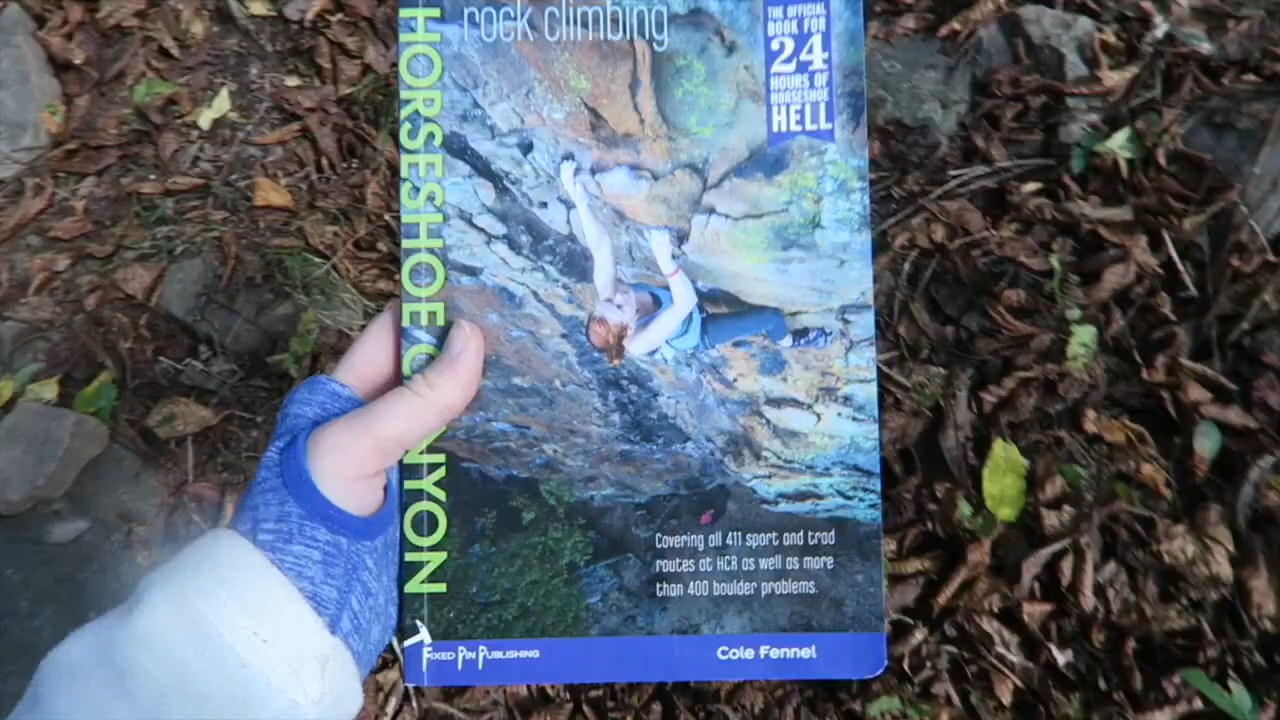 HORSESHOE CANYON
rock climbing
THE OFFICIAL
BOOK FOR
24
HOURS OF
HORSESHOE
HELL
Covering all 411 sport and trad
routes at HCR as well as more
than 400 boulder problems.
FIXED PIN PUBLISHING
Cole Fennel